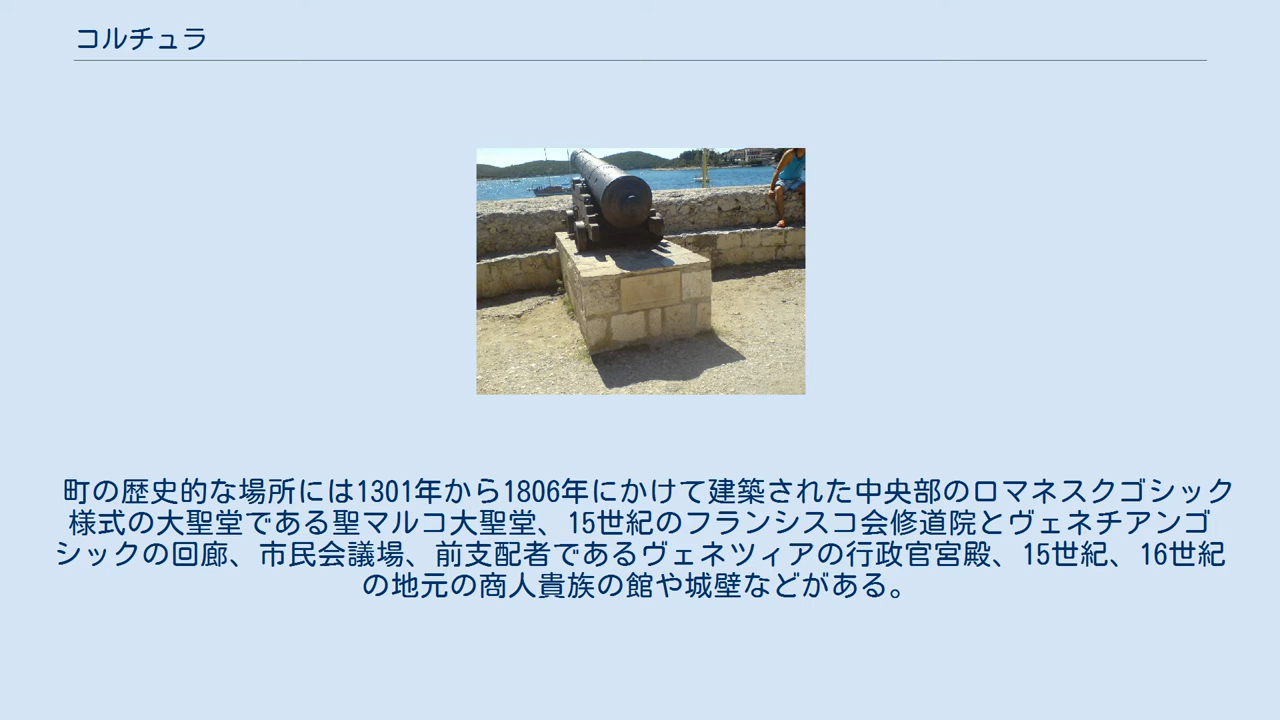 コルチュラ
町の歴史的な場所には1301年から1806年にかけて建築された中央部のロマネスクゴシック
様式の大聖堂である聖マルコ大聖堂、15世紀のフランシスコ会修道院とヴェネチアンゴ
シックの回廊、市民会議場、前支配者であるヴェネツィアの行政官宮殿、15世紀、16世紀
の地元の商人貴族の館や城壁などがある。